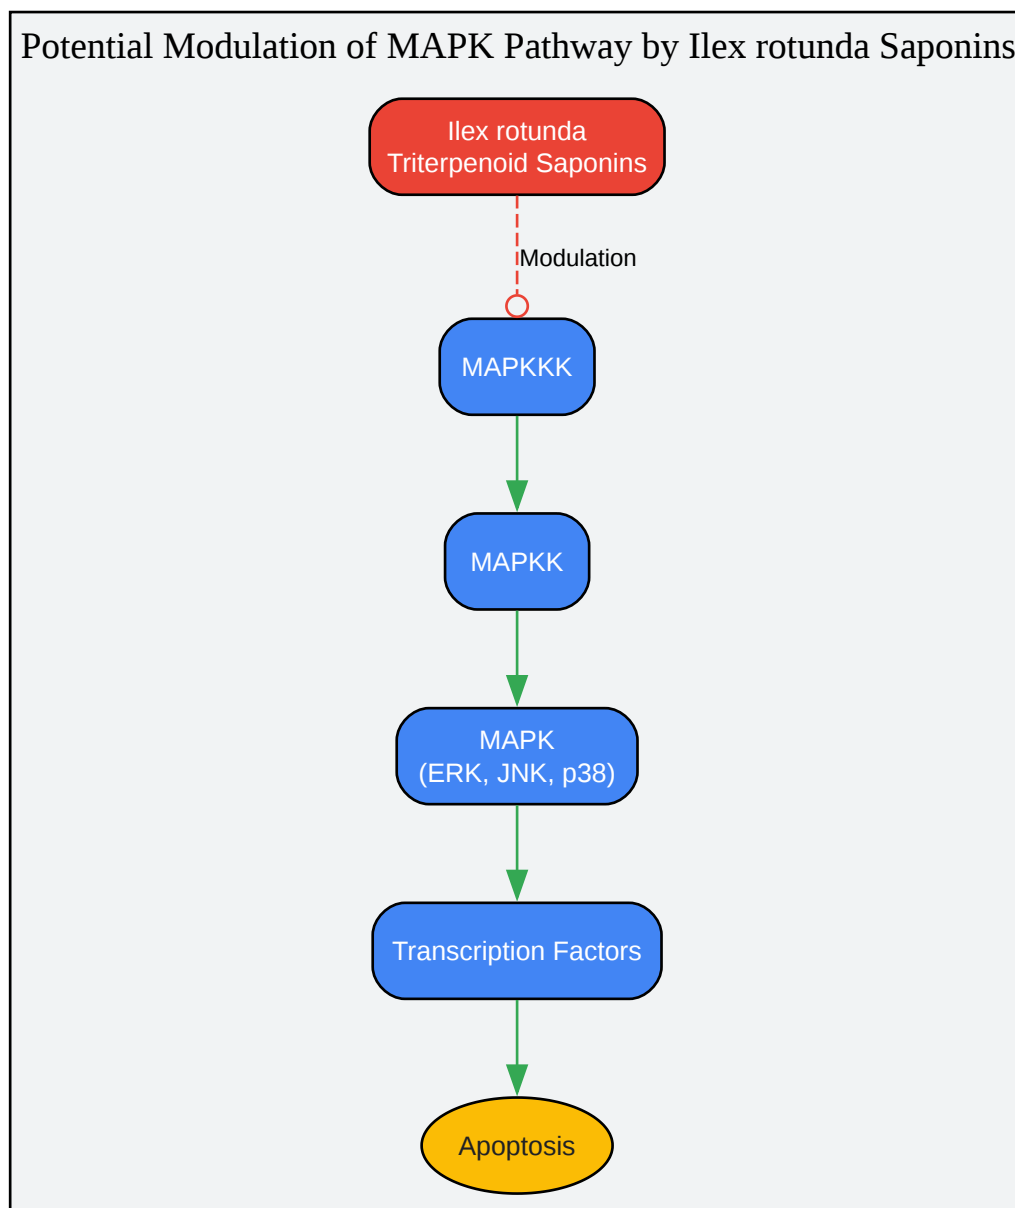 Potential Modulation of MAPK Pathway by Ilex rotunda Saponins
Ilex rotunda
Triterpenoid Saponins
Modulation
MAPKKK
MAPKK
MAPK
(ERK, JNK, p38)
Transcription Factors
Apoptosis